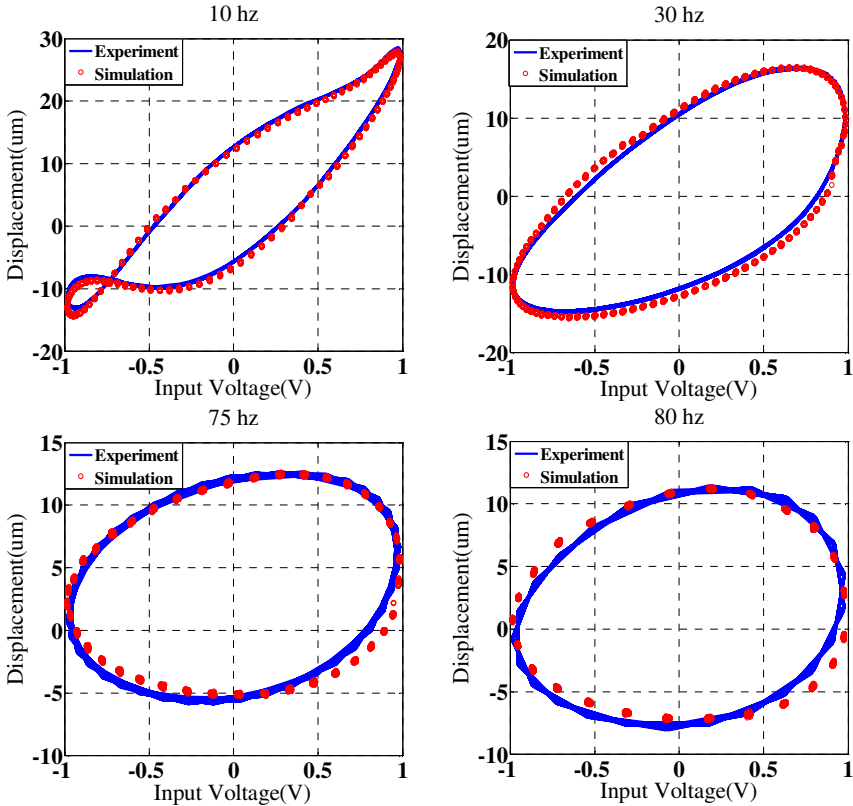 10 hz
Experiment
Simulation
30
20
10
0
-10
-20
-1
-0.5
0
0.5
1
Displacement(um)
Input Voltage(V)
30 hz
Experiment
Simulation
20
10
0
-10
-20
-1
-0.5
0
0.5
1
Displacement(um)
Input Voltage(V)
75 hz
Experiment
Simulation
15
10
5
0
-5
-10
-1
-0.5
0
0.5
1
Displacement(um)
Input Voltage(V)
80 hz
Experiment
Simulation
15
10
5
0
-5
-10
-1
-0.5
0
0.5
1
Displacement(um)
Input Voltage(V)